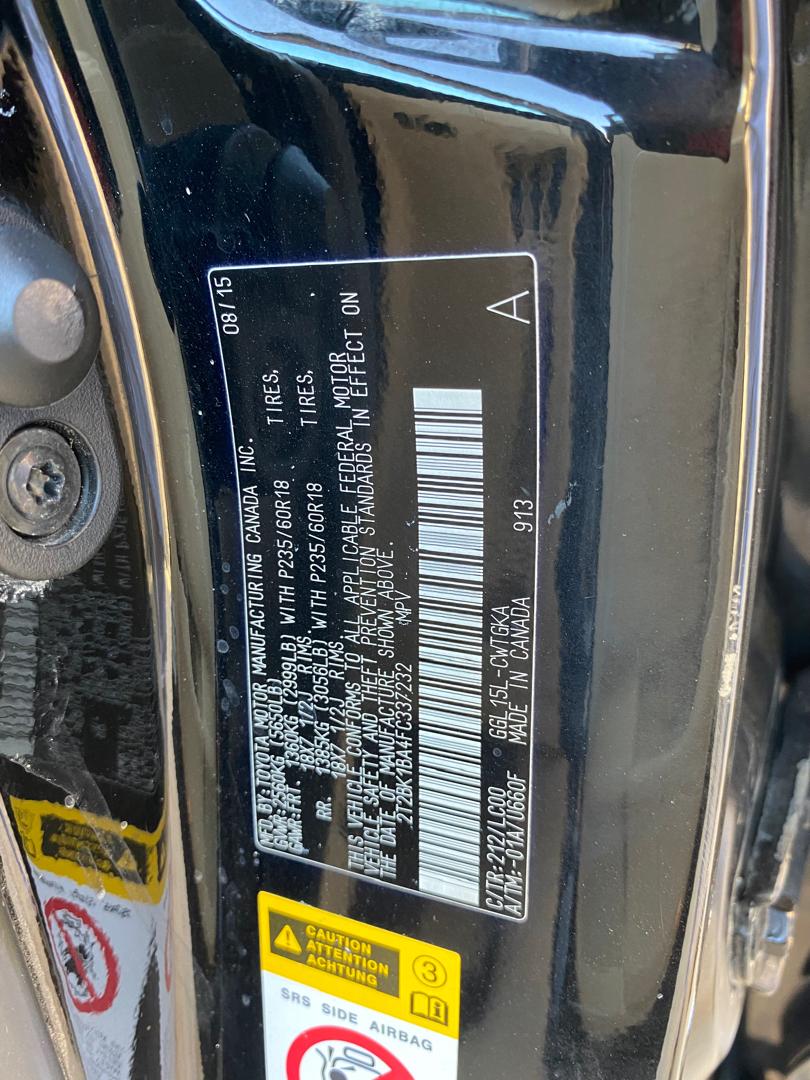 MFD. BY: TOYOTA MOTOR MANUFACTURING CANADA INC. 08/15
GVWR: 2560KG (5650LB)
GAWR: FRT. 1360KG (2999LB) WITH P235/60R18 TIRES,
18X7 1/2J RIMS
RR. 1385KG (3056LB) WITH P235/60R18 TIRES,
18X7 1/2J RIMS
THIS VEHICLE CONFORMS TO ALL APPLICABLE FEDERAL MOTOR
VEHICLE SAFETY AND THEFT PREVENTION STANDARDS IN EFFECT ON
THE DATE OF MANUFACTURE SHOWN ABOVE.
2T2BK1BA4FC337232 MPV
C/TR: 212/LC00 GGL15L-CWTGKA A
A/TM:-01A/U660F MADE IN CANADA 913
CAUTION
ATTENTION
ACHTUNG
3
i
SRS SIDE AIRBAG